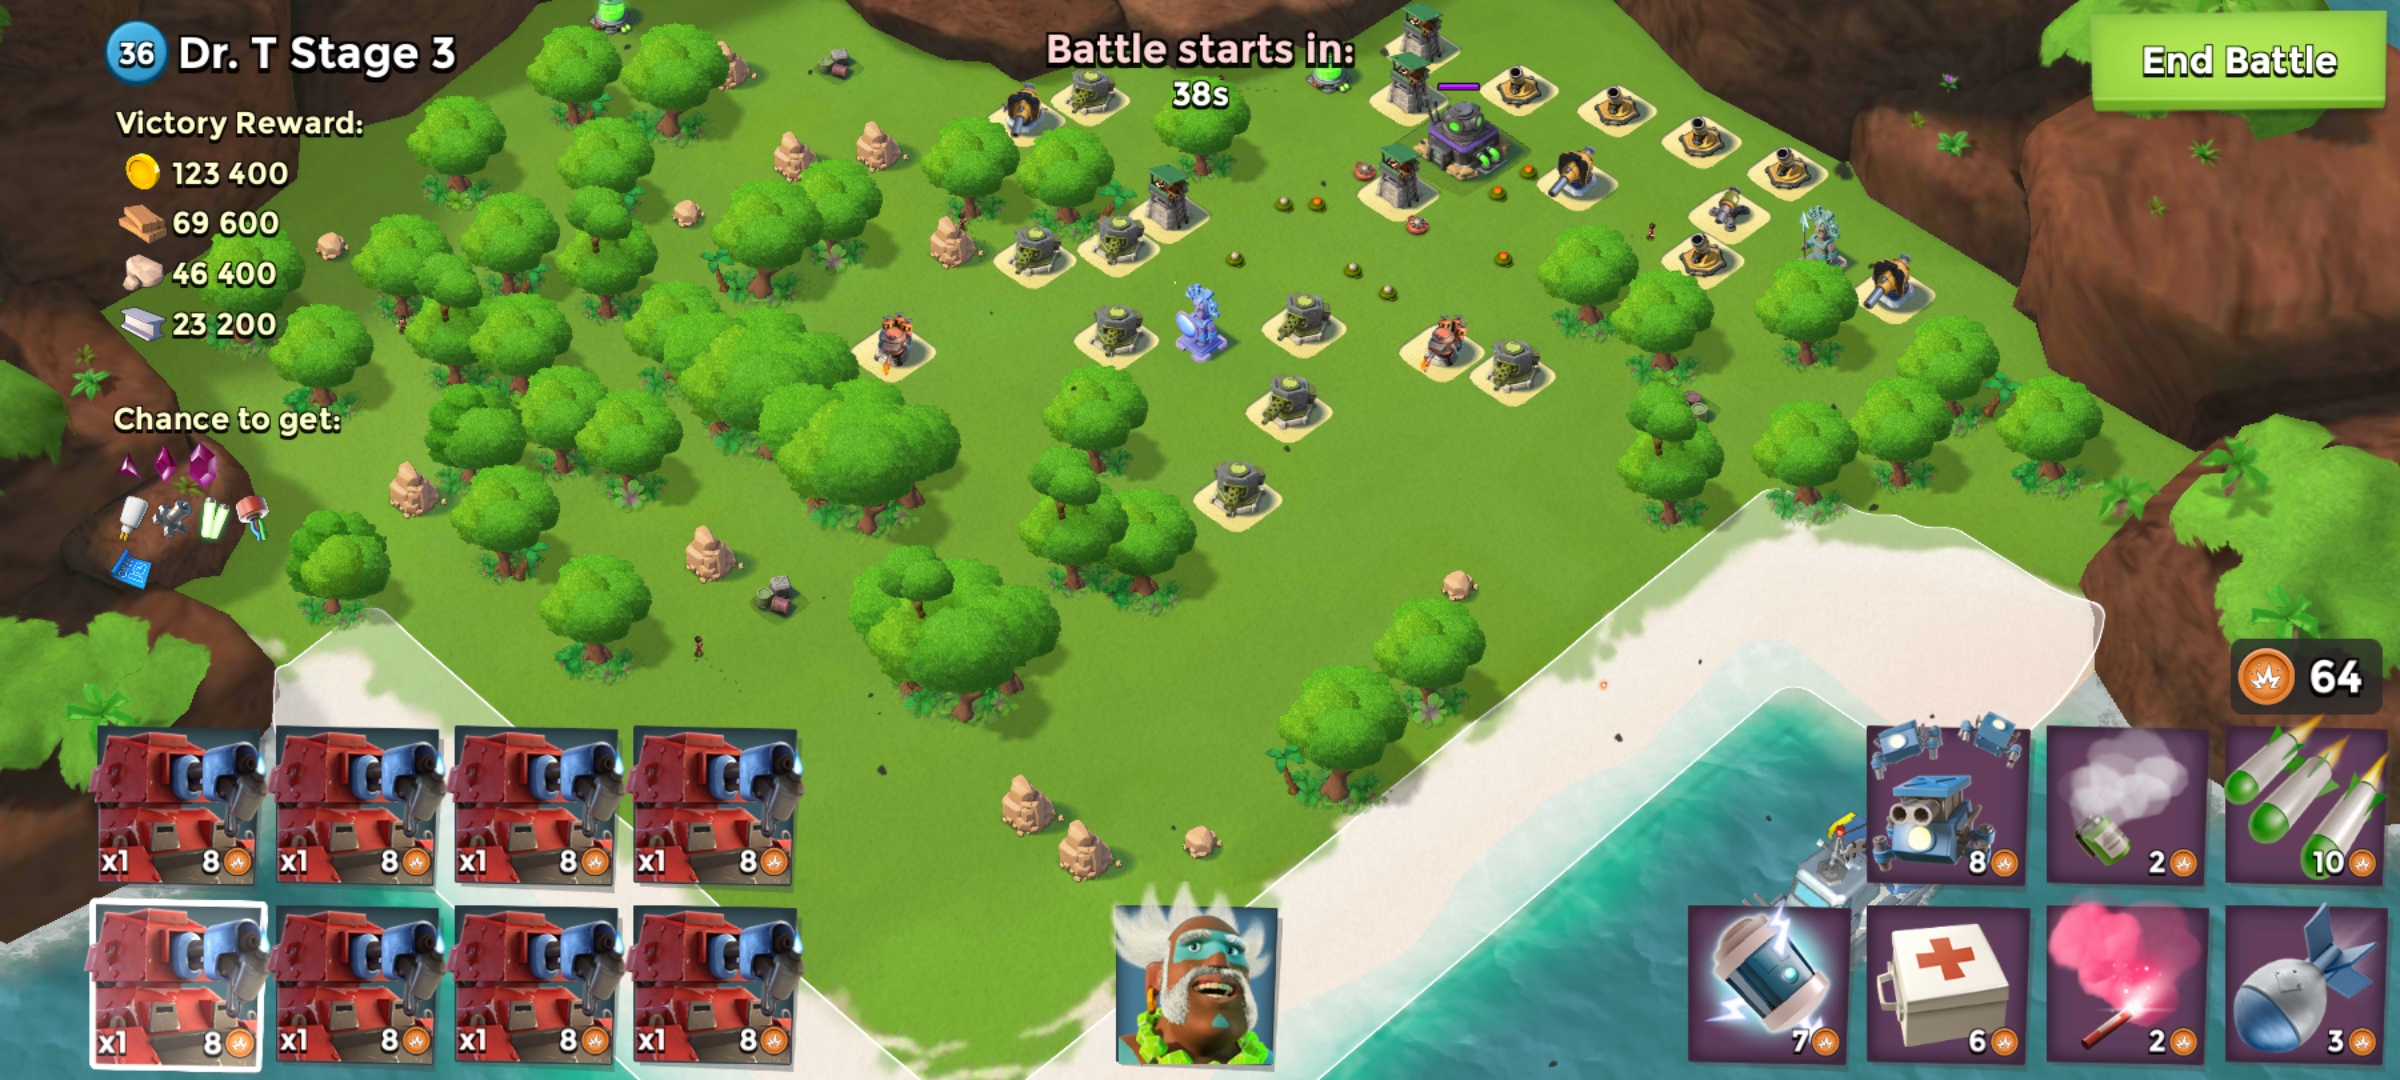 36 Dr. T Stage 3
Victory Reward:
123 400
69 600
46 400
23 200
Chance to get:
Battle starts in:
38s
End Battle
64
x1 8
x1 8
x1 8
x1 8
8
2
10
x1 8
x1 8
x1 8
x1 8
7
6
2
3